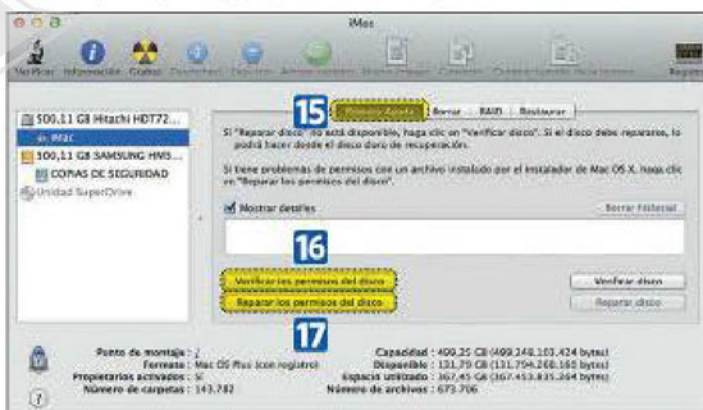 iMac
Verificar Información Grabar
15
Primera Ayuda Borrar RAID Restaurar
500,11 GB Hitachi HDT72...
iMac
500,11 GB SAMSUNG HM5...
COPIAS DE SEGURIDAD
Unidad SuperDrive
Si "Reparar disco" no está disponible, haga clic en "Verificar disco". Si el disco debe repararse, lo
podrá hacer desde el disco duro de recuperación.
Si tiene problemas de permisos con un archivo instalado por el instalador de Mac OS X, haga clic
en "Reparar los permisos del disco".
Mostrar detalles
Borrar historial
16
Verificar los permisos del disco
Verificar disco
Reparar los permisos del disco
Reparar disco
17
Punto de montaje : /
Capacidad : 499,25 GB (499.248.103.424 bytes)
Formato : Mac OS Plus (con registro)
Disponible : 131,79 GB (131.794.268.160 bytes)
Propietarios activados : Sí
Espacio utilizado : 367,45 GB (367.453.835.264 bytes)
Número de carpetas : 143.782
Número de archivos : 673.706